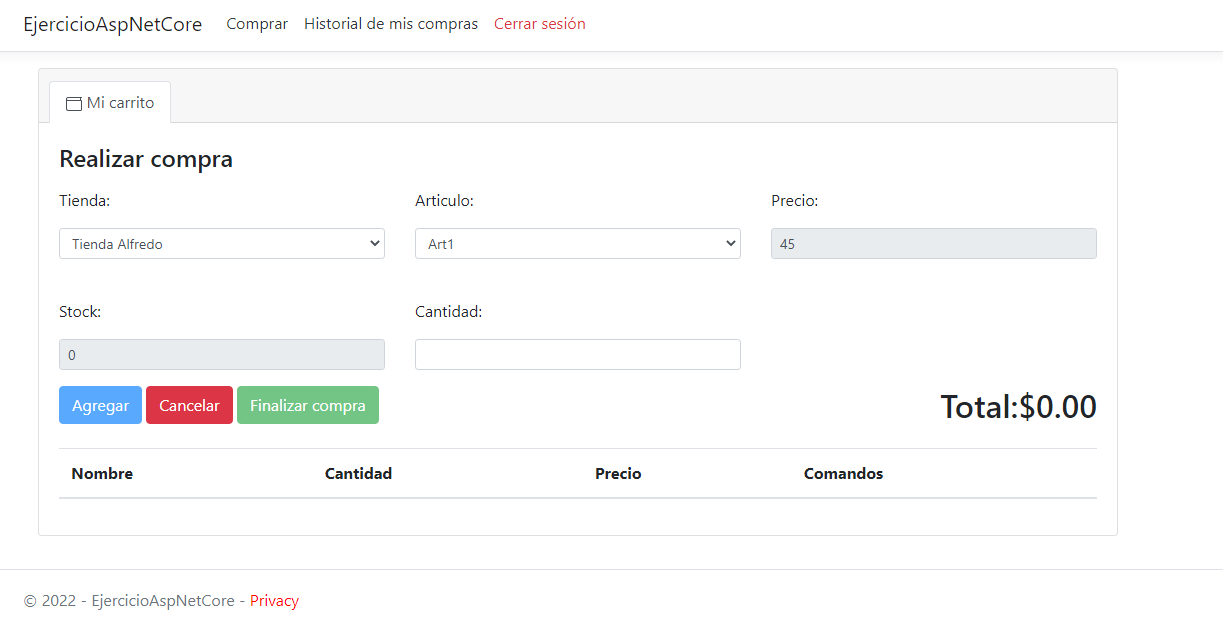 EjercicioAspNetCore Comprar Historial de mis compras Cerrar sesión
Mi carrito
Realizar compra
Tienda: Articulo: Precio:
Tienda Alfredo Art1 45
Stock: Cantidad:
0
Agregar Cancelar Finalizar compra Total:$0.00
Nombre Cantidad Precio Comandos
© 2022 - EjercicioAspNetCore - Privacy